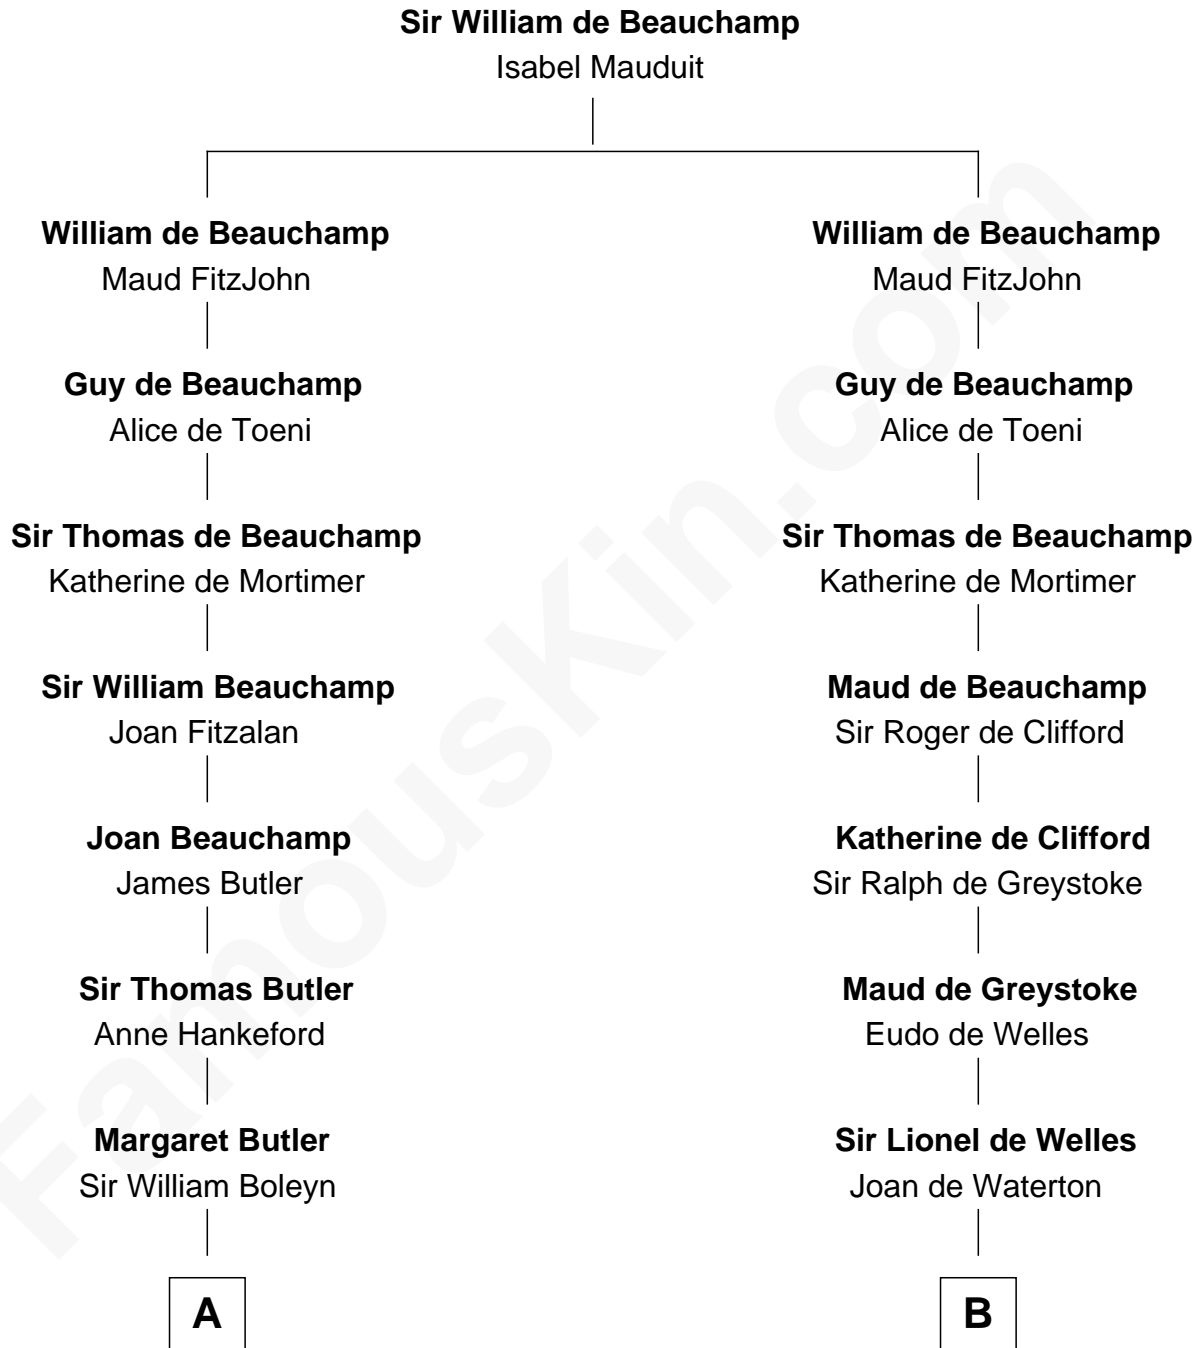 Sir William de Beauchamp
Isabel Mauduit
William de Beauchamp
Maud FitzJohn
Guy de Beauchamp
Alice de Toeni
Sir Thomas de Beauchamp
Katherine de Mortimer
Sir William Beauchamp
Joan Fitzalan
Joan Beauchamp
James Butler
Sir Thomas Butler
Anne Hankeford
Margaret Butler
Sir William Boleyn
A
William de Beauchamp
Maud FitzJohn
Guy de Beauchamp
Alice de Toeni
Sir Thomas de Beauchamp
Katherine de Mortimer
Maud de Beauchamp
Sir Roger de Clifford
Katherine de Clifford
Sir Ralph de Greystoke
Maud de Greystoke
Eudo de Welles
Sir Lionel de Welles
Joan de Waterton
B
FamousKin.com